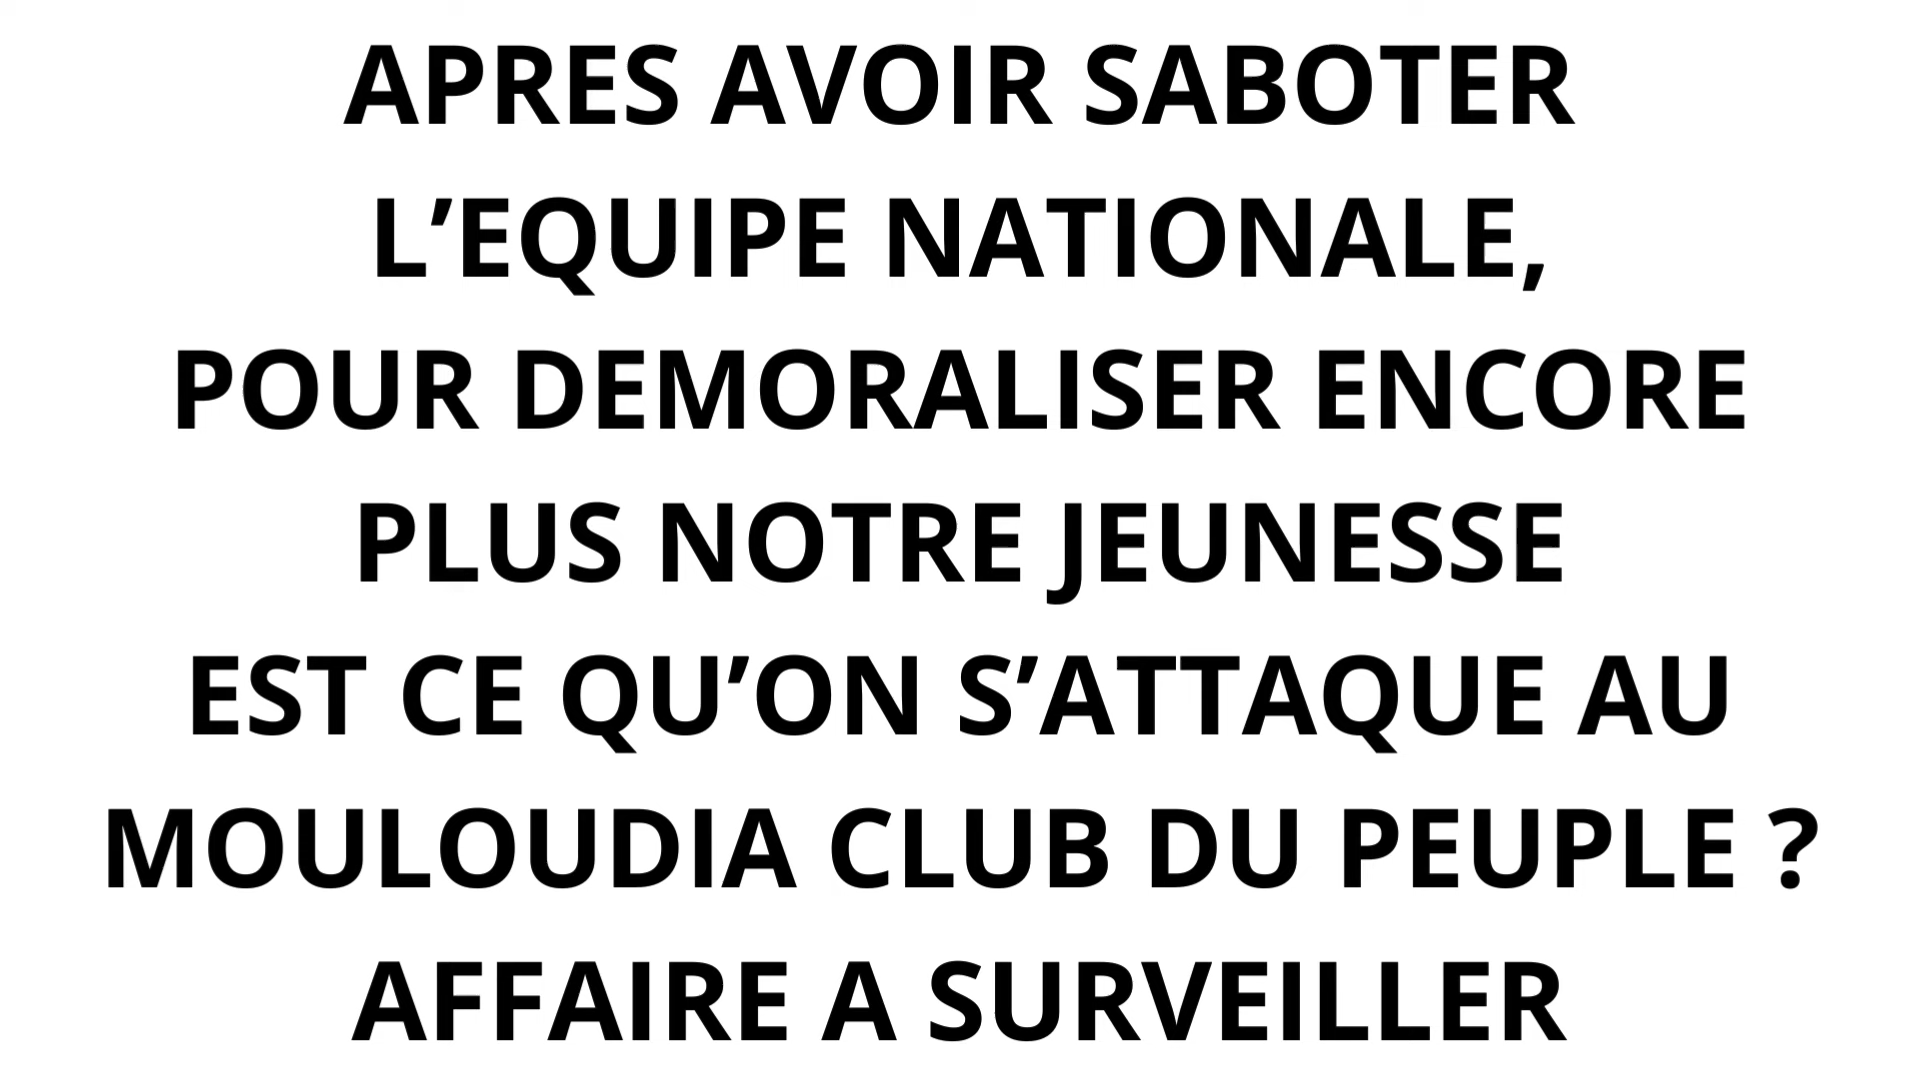 APRES AVOIR SABOTER
L’EQUIPE NATIONALE,
POUR DEMORALISER ENCORE
PLUS NOTRE JEUNESSE
EST CE QU’ON S’ATTAQUE AU
MOULOUDIA CLUB DU PEUPLE ?
AFFAIRE A SURVEILLER